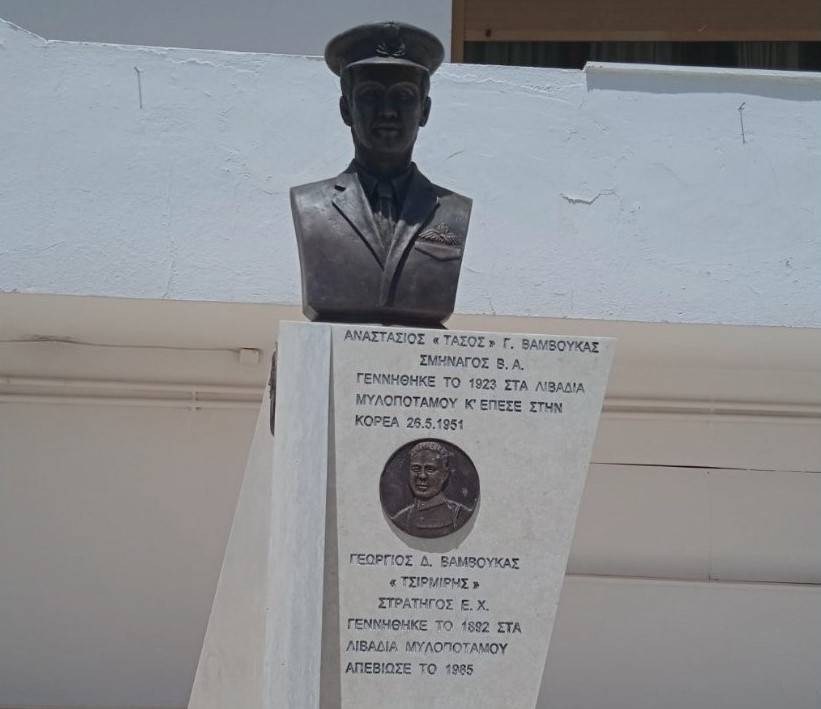 ΑΝΑΣΤΑΣΙΟΣ « ΤΑΣΟΣ » Γ. ΒΑΜΒΟΥΚΑΣ
ΣΜΗΝΑΓΟΣ Β. Α.
ΓΕΝΝΗΘΗΚΕ ΤΟ 1923 ΣΤΑ ΛΙΒΑΔΙΑ
ΜΥΛΟΠΟΤΑΜΟΥ Κ' ΕΠΕΣΕ ΣΤΗΝ
ΚΟΡΕΑ 26.5.1951
ΓΕΩΡΓΙΟΣ Δ. ΒΑΜΒΟΥΚΑΣ
« ΤΣΙΡΜΙΡΗΣ »
ΣΤΡΑΤΗΓΟΣ Ε. Χ.
ΓΕΝΝΗΘΗΚΕ ΤΟ 1892 ΣΤΑ
ΛΙΒΑΔΙΑ ΜΥΛΟΠΟΤΑΜΟΥ
ΑΠΕΒΙΩΣΕ ΤΟ 1965